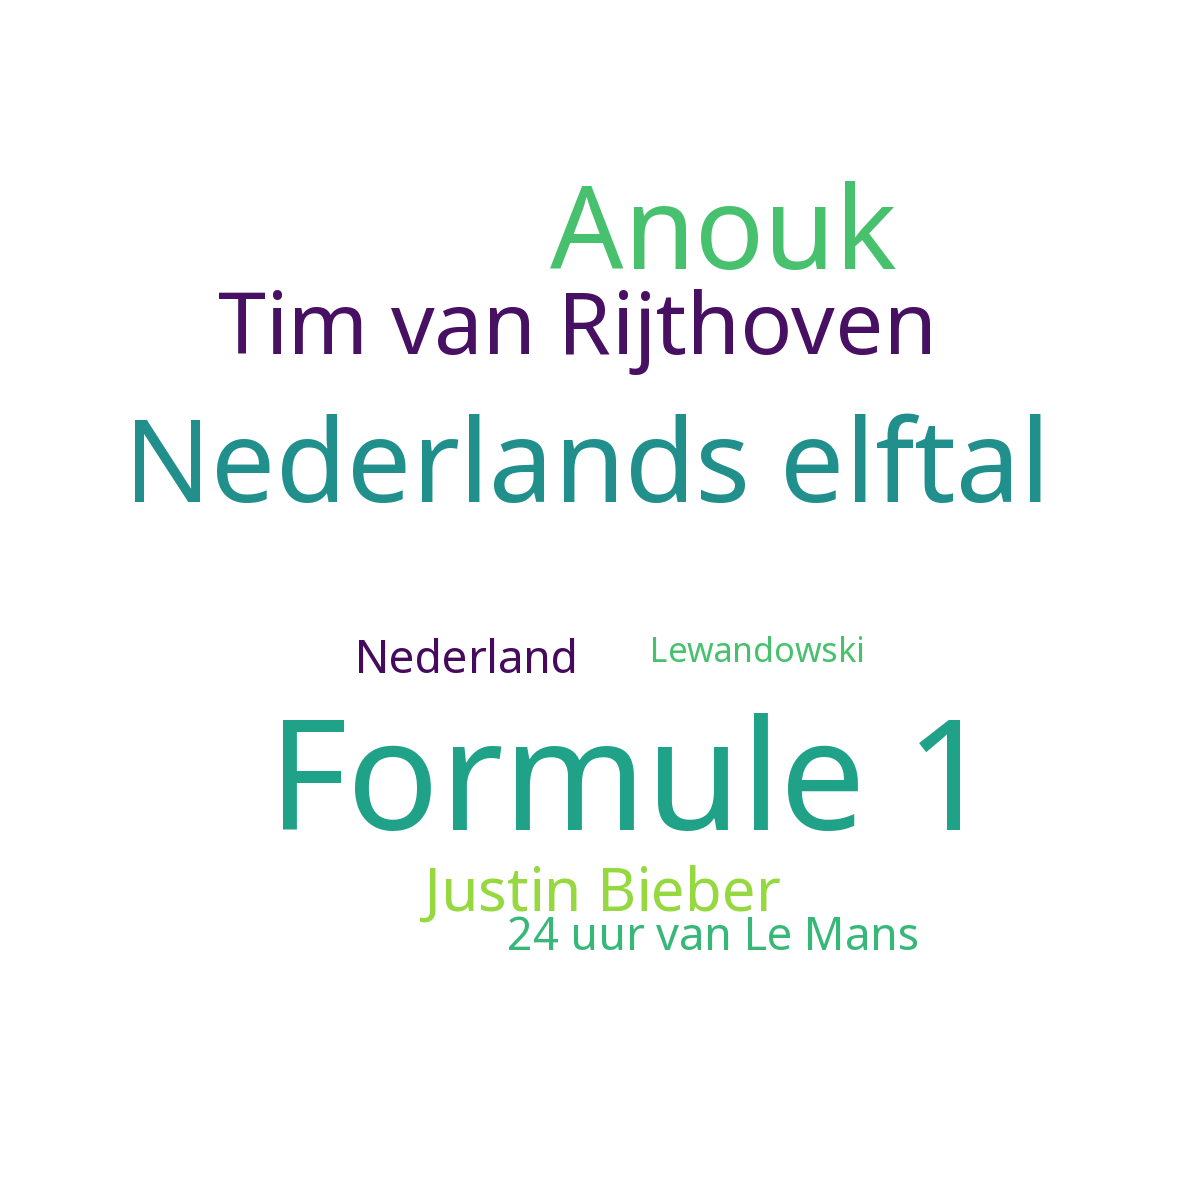 Anouk
Tim van Rijthoven
Nederlands elftal
Nederland
Lewandowski
Formule 1
Justin Bieber
24 uur van Le Mans